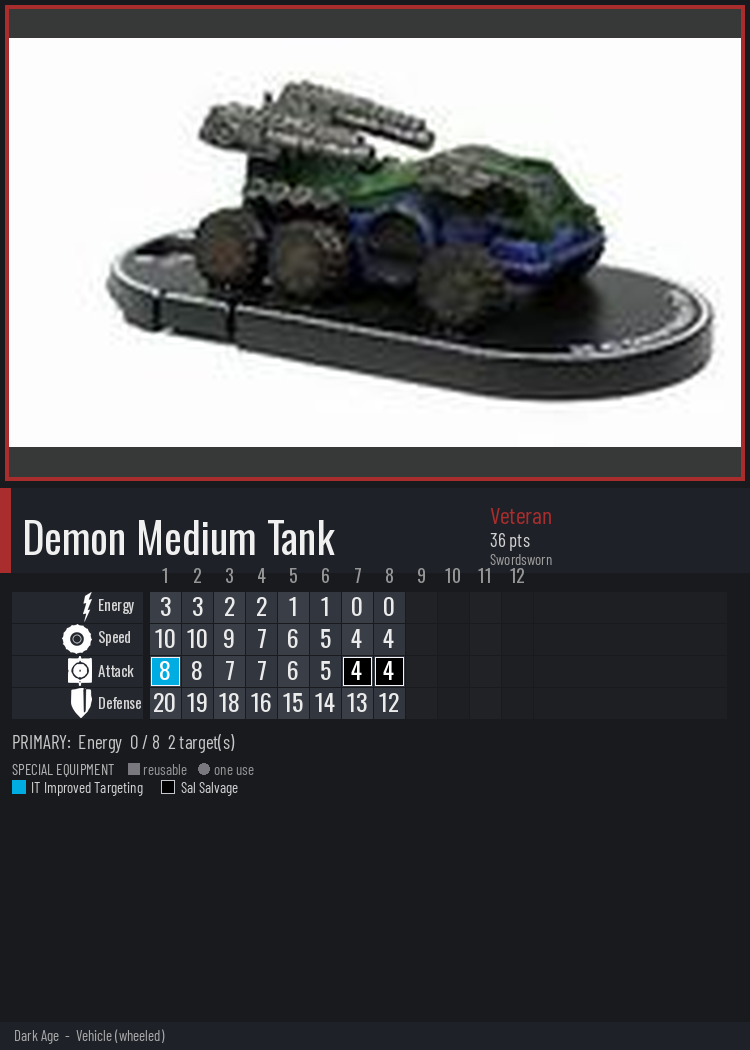 Demon Medium Tank
Veteran
36 pts
Swordsworn
1 2 3 4 5 6 7 8 9 10 11 12
Energy 3 3 2 2 1 1 0 0
Speed 10 10 9 7 6 5 4 4
Attack 8 8 7 7 6 5 4 4
Defense 20 19 18 16 15 14 13 12
PRIMARY: Energy 0 / 8 2 target(s)
SPECIAL EQUIPMENT reusable one use
IT Improved Targeting Sal Salvage
Dark Age - Vehicle (wheeled)